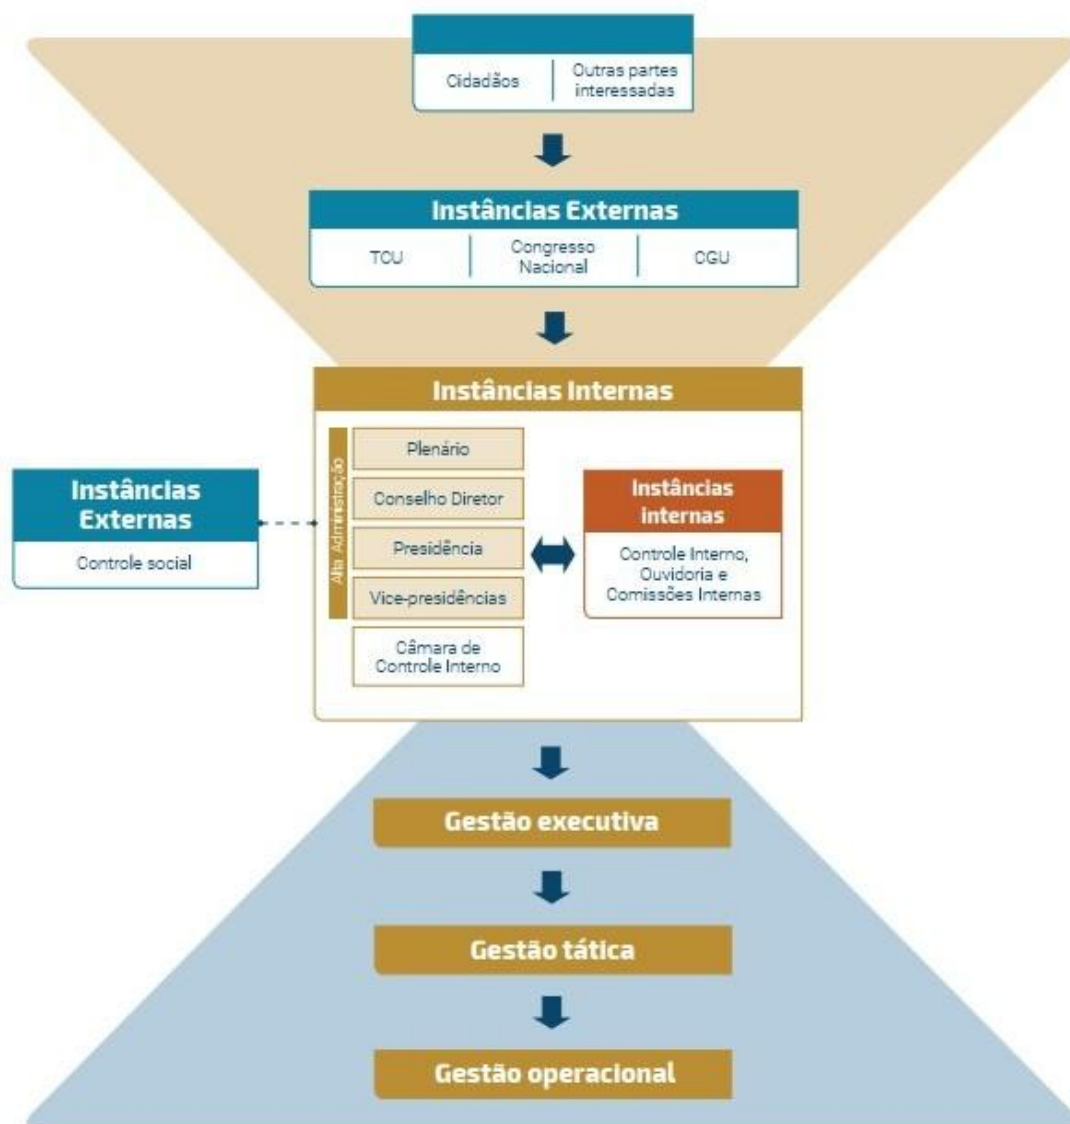 Cidadãos
Outras partes
interessadas
Instâncias Externas
TCU
Congresso
Nacional
CGU
Instâncias Internas
Alta Administração
Plenário
Conselho Diretor
Presidência
Vice-presidências
Câmara de
Controle Interno
Instâncias
Externas
Controle social
Instâncias
internas
Controle Interno,
Ouvidoria e
Comissões Internas
Gestão executiva
Gestão tática
Gestão operacional